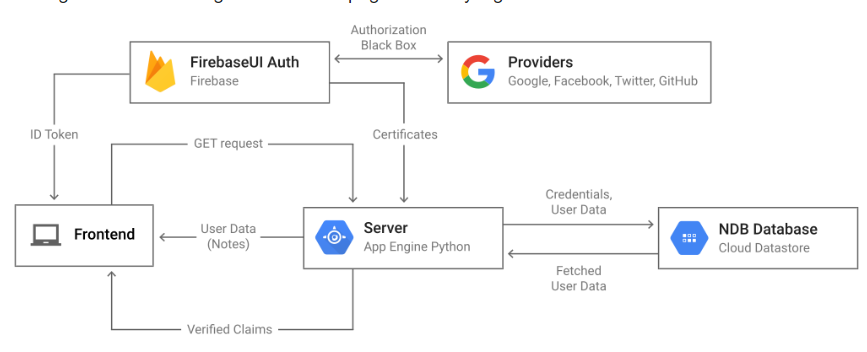 Authorization
Black Box
FirebaseUI Auth
Firebase
Providers
Google, Facebook, Twitter, GitHub
ID Token
GET request
Certificates
Frontend
User Data
(Notes)
Server
App Engine Python
Credentials,
User Data
NDB Database
Cloud Datastore
Fetched
User Data
Verified Claims